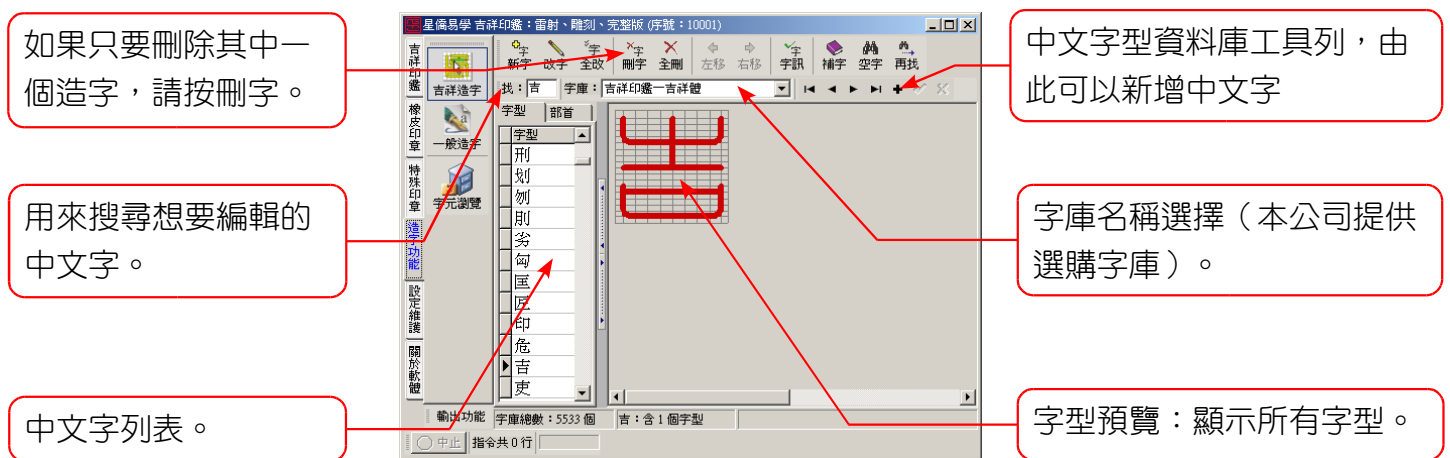 如果只要刪除其中一
個造字，請按刪字。
用來搜尋想要編輯的
中文字。
中文字列表。
星僑易學 吉祥印鑑：雷射、雕刻、完整版 (序號：10001)
吉祥印鑑
橡皮印章
特殊印章
造字功能
設定維護
關於軟體
吉祥造字
一般造字
字元瀏覽
輸出功能
新字 改字 全改 刪字 全刪 左移 右移 字訊 補字 空字 再找
找：吉 字庫：吉祥印鑑一吉祥體
字型 部首
字型
刑
划
刎
刖
劣
匈
匡
匠
印
危
吉
吏
吉
字庫總數：5533 個 吉：含 1 個字型
中止 指令共 0 行
中文字型資料庫工具列，由
此可以新增中文字
字庫名稱選擇（本公司提供
選購字庫）。
字型預覽：顯示所有字型。